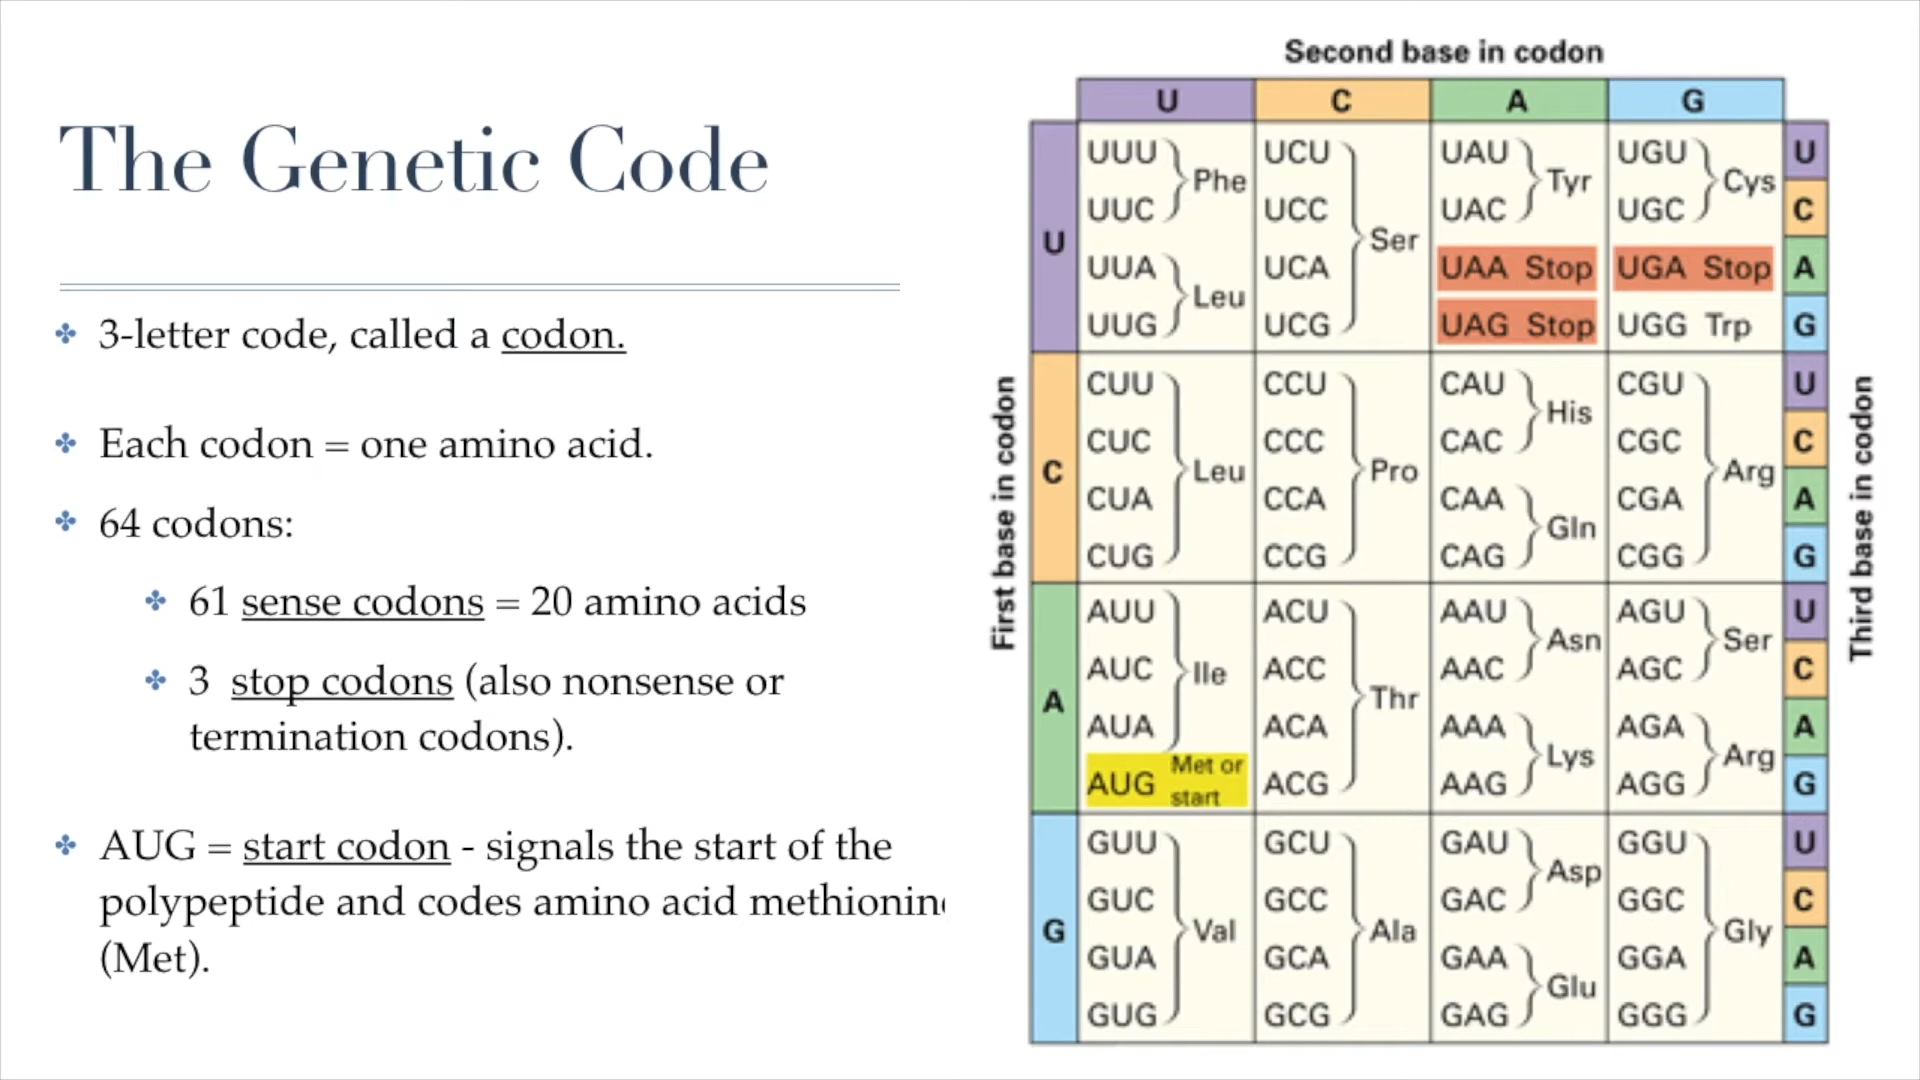 The Genetic Code
3-letter code, called a codon.
Each codon = one amino acid.
64 codons:
61 sense codons = 20 amino acids
3 stop codons (also nonsense or
termination codons).
AUG = start codon - signals the start of the
polypeptide and codes amino acid methionin
(Met).
Second base in codon
U C A G
First base in codon
Third base in codon
U
UUU UCU UAU UGU U
Phe Tyr Cys
UUC UCC UAC UGC C
Ser
UUA UCA UAA Stop UGA Stop A
Leu
UUG UCG UAG Stop UGG Trp G
C
CUU CCU CAU CGU U
His
CUC CCC CAC CGC C
Leu Pro Arg
CUA CCA CAA CGA A
Gln
CUG CCG CAG CGG G
A
AUU ACU AAU AGU U
Asn Ser
AUC ACC AAC AGC C
Ile Thr
AUA ACA AAA AGA A
Lys Arg
AUG Met or start ACG AAG AGG G
G
GUU GCU GAU GGU U
Asp
GUC GCC GAC GGC C
Val Ala Gly
GUA GCA GAA GGA A
Glu
GUG GCG GAG GGG G